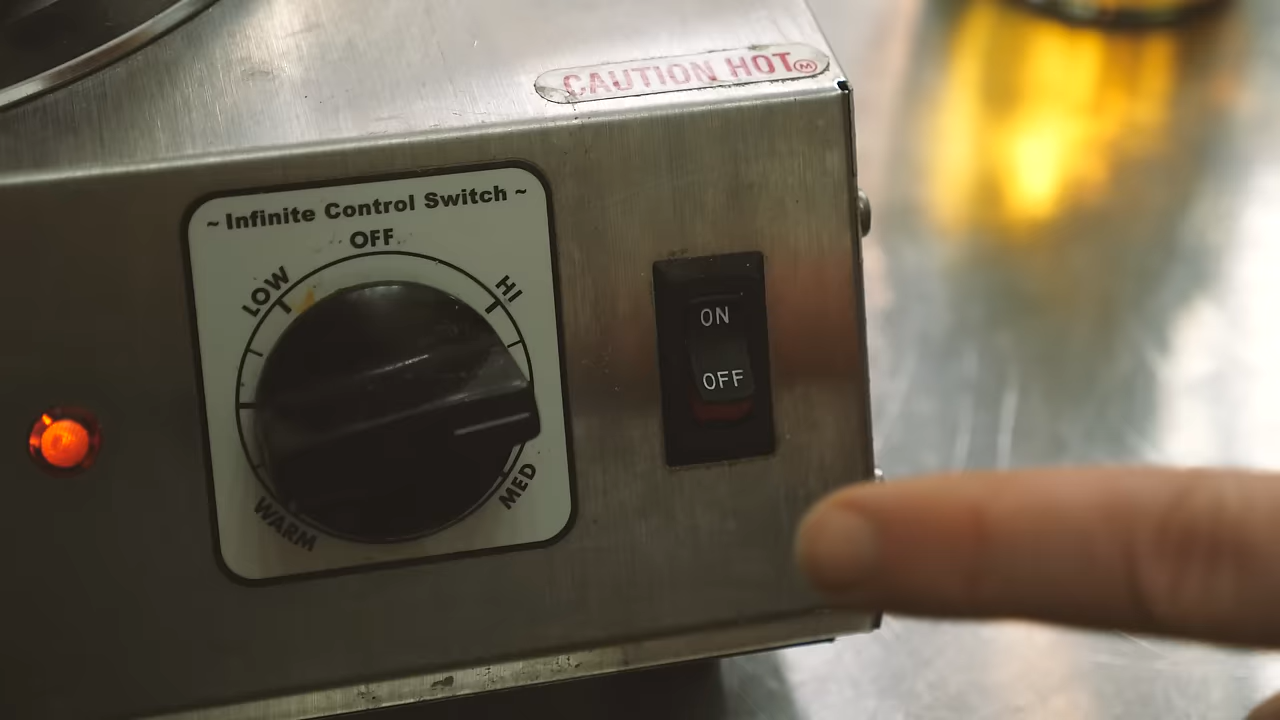 CAUTION HOT Ⓜ
~ Infinite Control Switch ~
OFF
LOW
HI
MED
WARM
ON
OFF